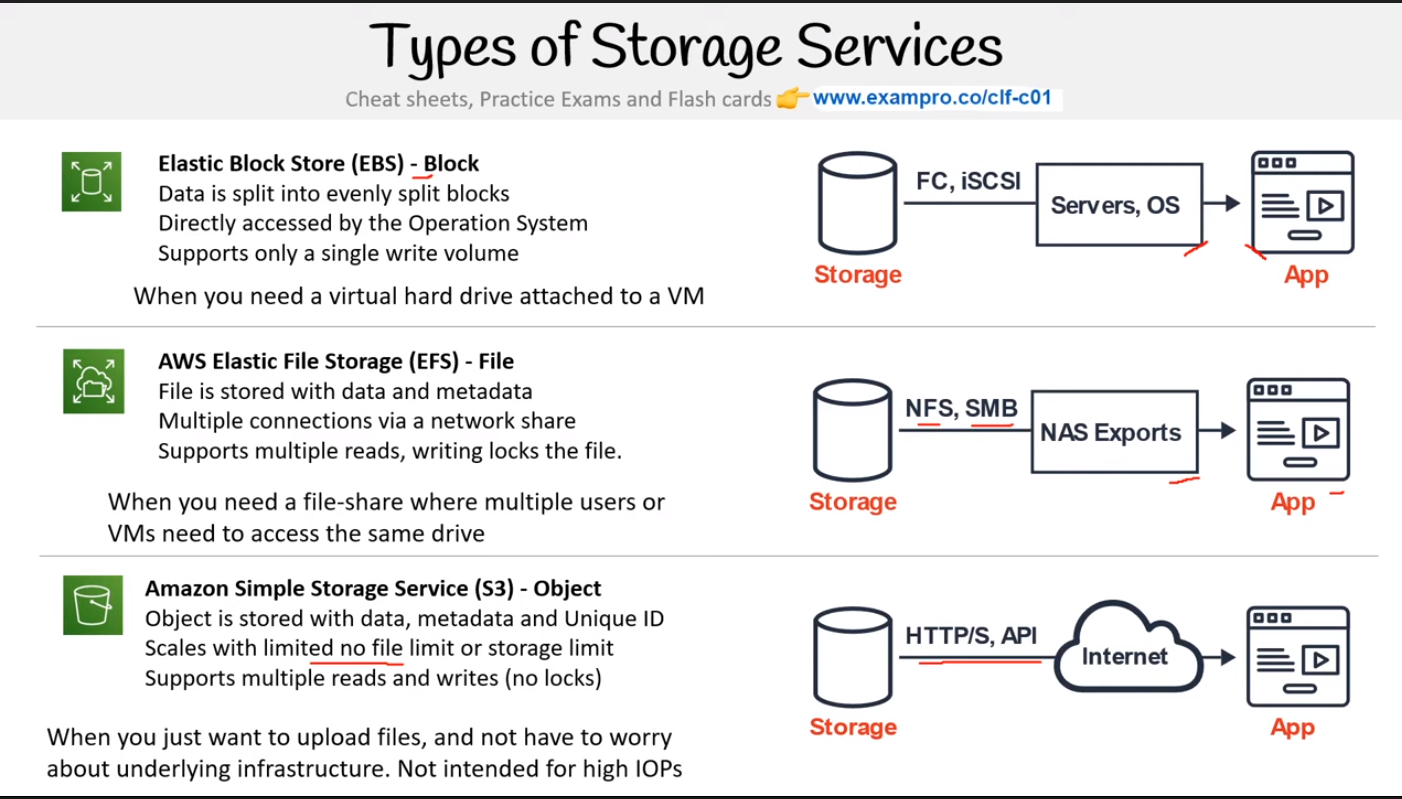 Types of Storage Services
Cheat sheets, Practice Exams and Flash cards 👉 www.exampro.co/clf-c01
Elastic Block Store (EBS) - Block
Data is split into evenly split blocks
Directly accessed by the Operation System
Supports only a single write volume
When you need a virtual hard drive attached to a VM
FC, iSCSI
Servers, OS
Storage
App
AWS Elastic File Storage (EFS) - File
File is stored with data and metadata
Multiple connections via a network share
Supports multiple reads, writing locks the file.
When you need a file-share where multiple users or
VMs need to access the same drive
NFS, SMB
NAS Exports
Storage
App
Amazon Simple Storage Service (S3) - Object
Object is stored with data, metadata and Unique ID
Scales with limited no file limit or storage limit
Supports multiple reads and writes (no locks)
When you just want to upload files, and not have to worry
about underlying infrastructure. Not intended for high IOPs
HTTP/S, API
Internet
Storage
App